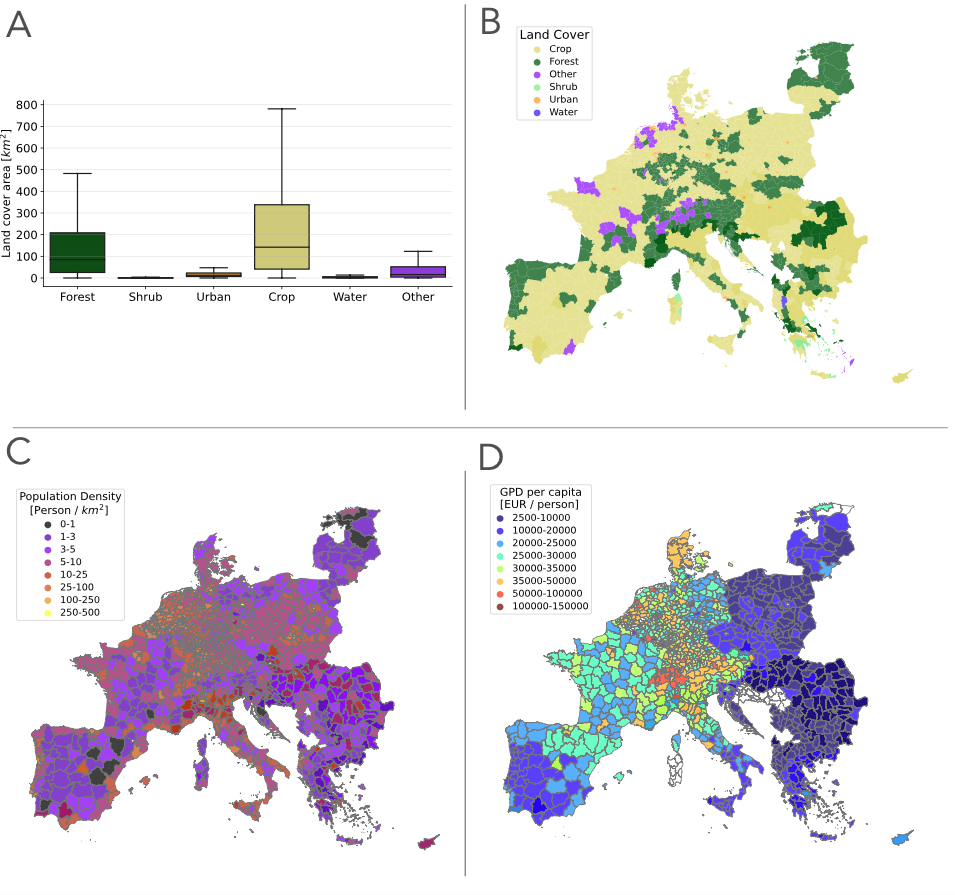 A
Land cover area [km²]
800
700
600
500
400
300
200
100
0
Forest Shrub Urban Crop Water Other
B
Land Cover
Crop
Forest
Other
Shrub
Urban
Water
C
Population Density
[Person / km²]
0-1
1-3
3-5
5-10
10-25
25-100
100-250
250-500
D
GPD per capita
[EUR / person]
2500-10000
10000-20000
20000-25000
25000-30000
30000-35000
35000-50000
50000-100000
100000-150000